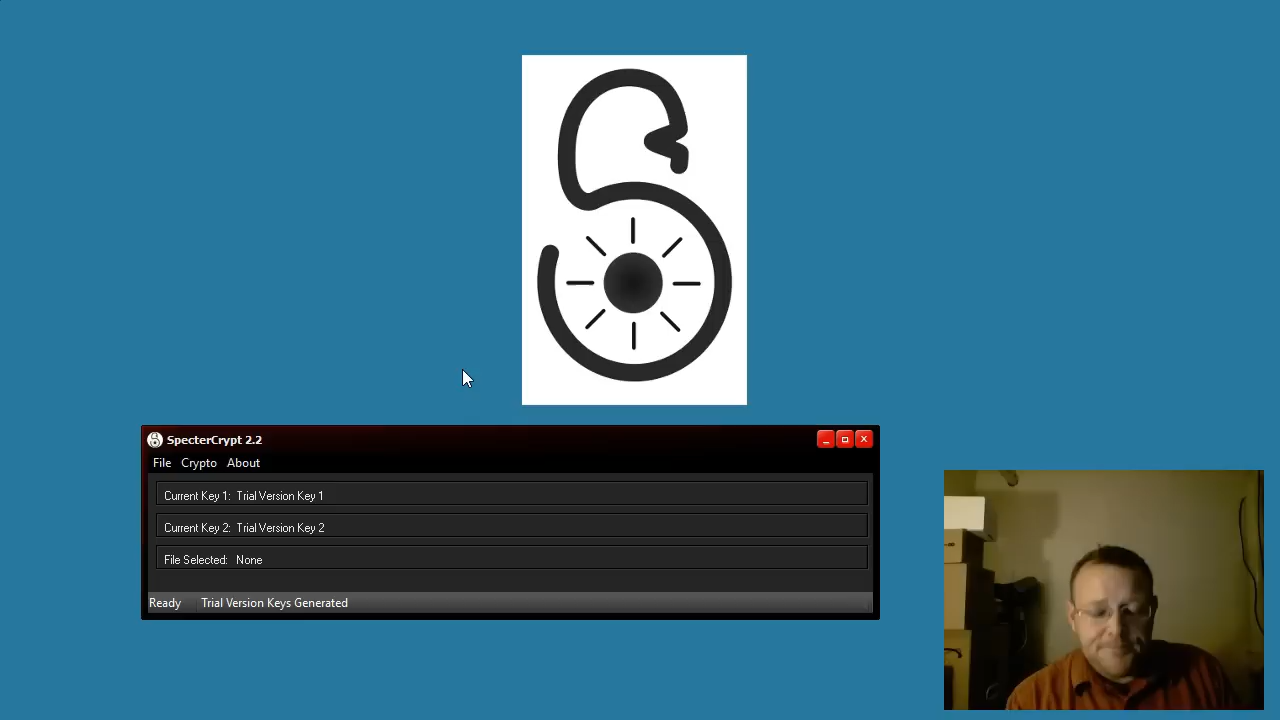 SpecterCrypt 2.2
File Crypto About
Current Key 1: Trial Version Key 1
Current Key 2: Trial Version Key 2
File Selected: None
Ready Trial Version Keys Generated